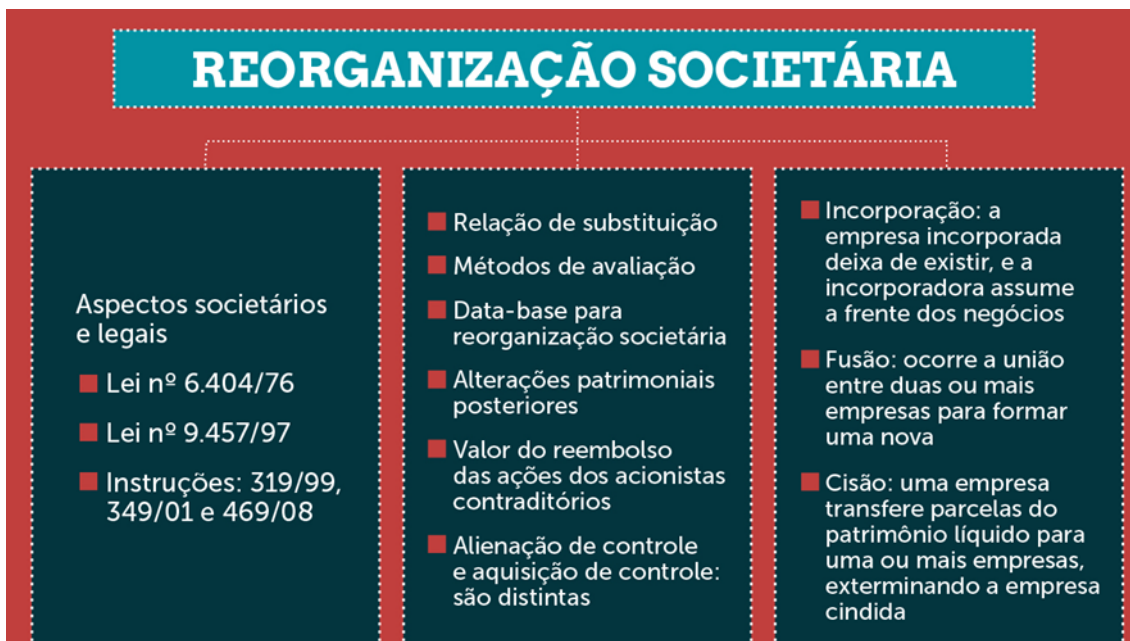 REORGANIZAÇÃO SOCIETÁRIA
Aspectos societários
e legais
Lei nº 6.404/76
Lei nº 9.457/97
Instruções: 319/99,
349/01 e 469/08
Relação de substituição
Métodos de avaliação
Data-base para
reorganização societária
Alterações patrimoniais
posteriores
Valor do reembolso
das ações dos acionistas
contraditórios
Alienação de controle
e aquisição de controle:
são distintas
Incorporação: a
empresa incorporada
deixa de existir, e a
incorporadora assume
a frente dos negócios
Fusão: ocorre a união
entre duas ou mais
empresas para formar
uma nova
Cisão: uma empresa
transfere parcelas do
patrimônio líquido para
uma ou mais empresas,
exterminando a empresa
cindida